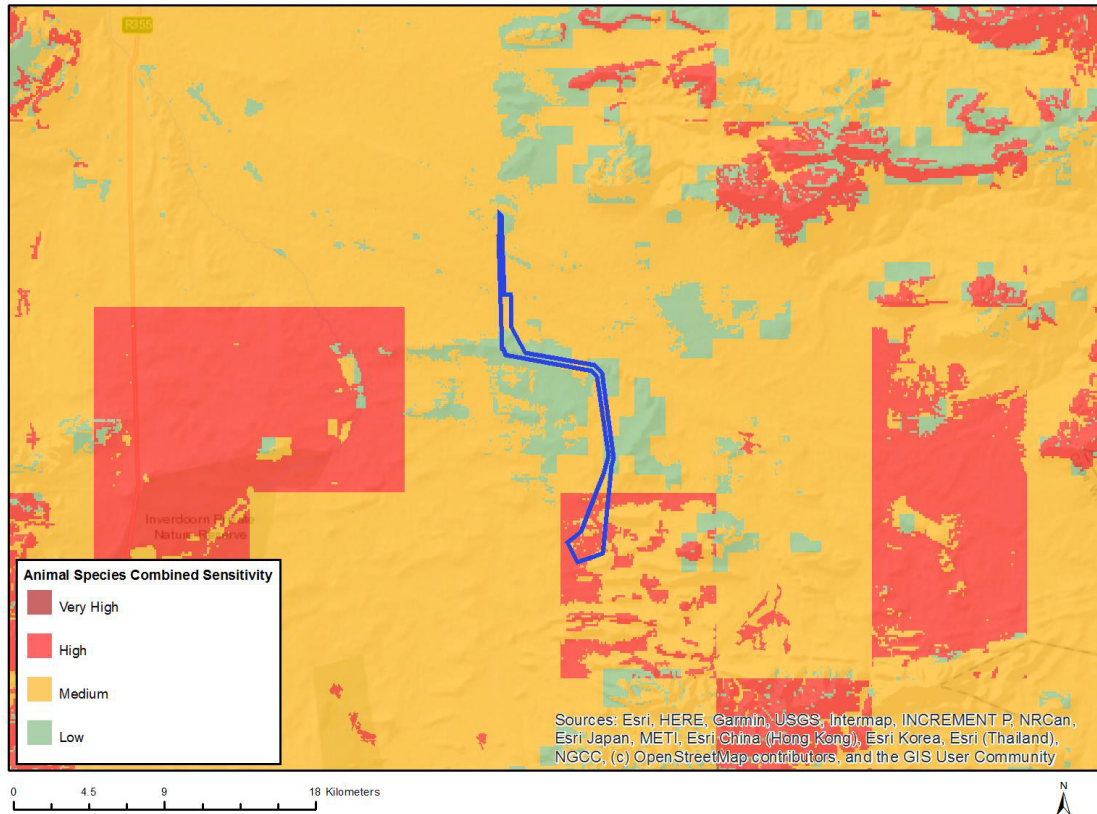 R355
Inverdoorn Private
Nature Reserve
Animal Species Combined Sensitivity
Very High
High
Medium
Low
Sources: Esri, HERE, Garmin, USGS, Intermap, INCREMENT P, NRCan,
Esri Japan, METI, Esri China (Hong Kong), Esri Korea, Esri (Thailand),
NGCC, (c) OpenStreetMap contributors, and the GIS User Community
0 4.5 9 18 Kilometers
N